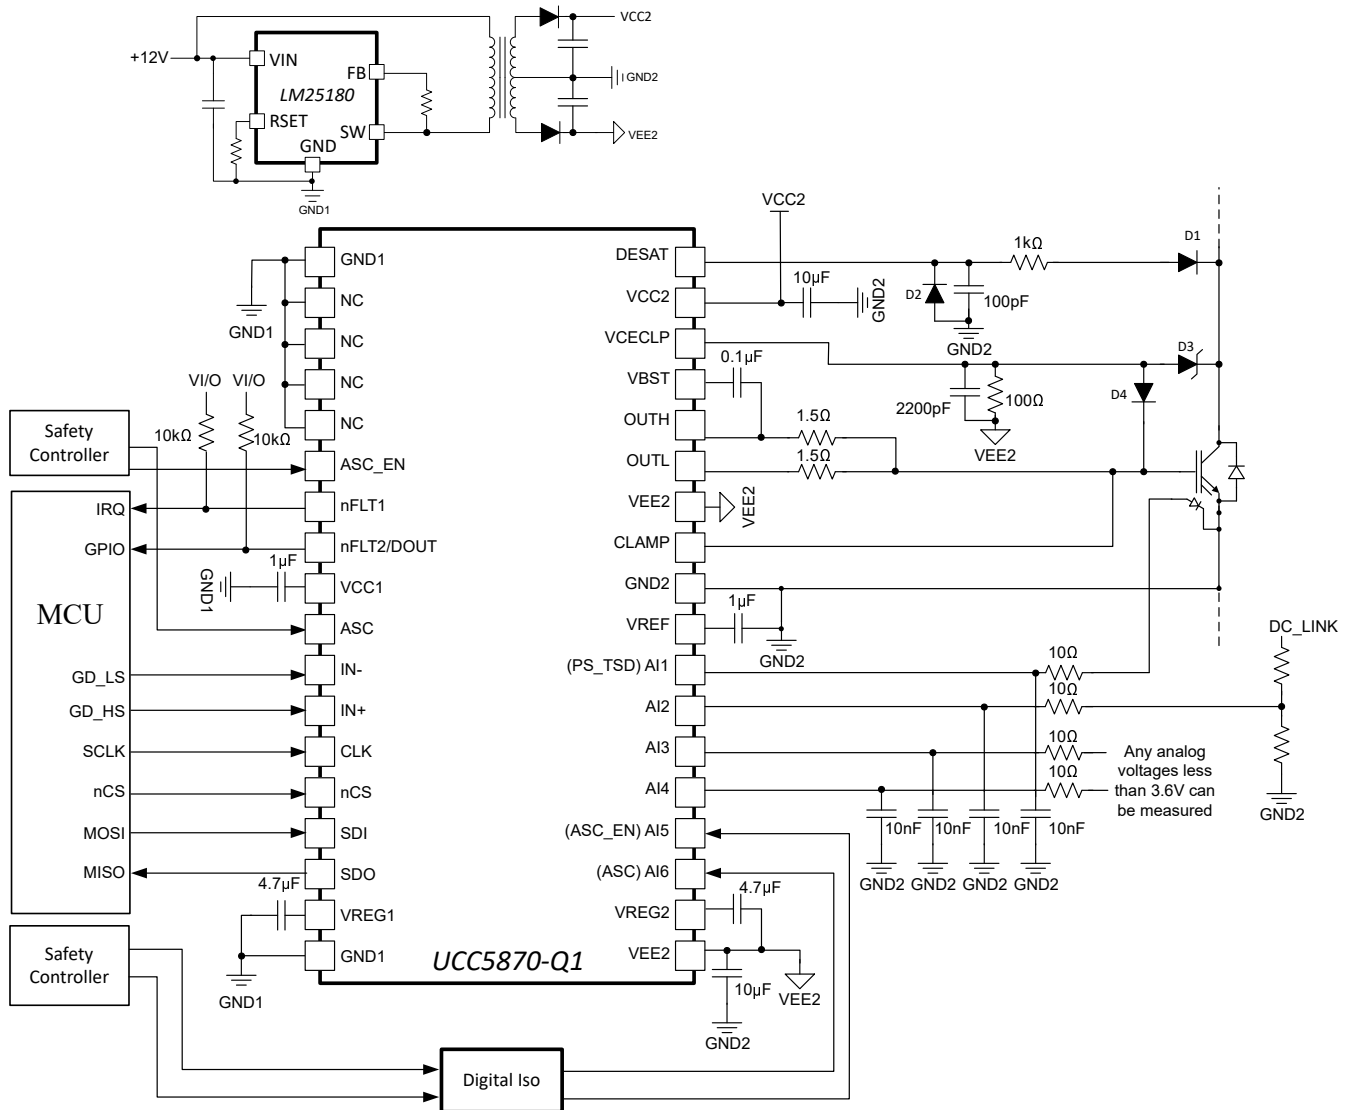 VCC2
+12V
VIN
FB
GND2
LM25180
RSET
SW
VEE2
GND
GND1
VCC2
GND1
DESAT
1kΩ
D1
10µF
NC
VCC2
GND2
D2
100pF
GND1
NC
VCECLP
GND2
D3
0.1µF
VI/O
VI/O
NC
VBST
D4
2200pF
100Ω
Safety
Controller
10kΩ
10kΩ
NC
OUTH
1.5Ω
VEE2
1.5Ω
ASC_EN
OUTL
IRQ
nFLT1
VEE2
VEE2
GPIO
nFLT2/DOUT
CLAMP
1µF
GND1
VCC1
GND2
MCU
1µF
ASC
VREF
DC_LINK
GND2
10Ω
GD_LS
IN-
(PS_TSD) AI1
10Ω
GD_HS
IN+
AI2
10Ω
SCLK
CLK
AI3
Any analog
voltages less
than 3.6V can
be measured
10Ω
nCS
nCS
AI4
GND2
10nF
10nF
10nF
10nF
MOSI
SDI
(ASC_EN) AI5
MISO
SDO
(ASC) AI6
GND2
GND2
GND2
GND2
4.7µF
4.7µF
VREG1
VREG2
Safety
Controller
GND1
UCC5870-Q1
VEE2
GND1
10µF
VEE2
GND2
Digital Iso